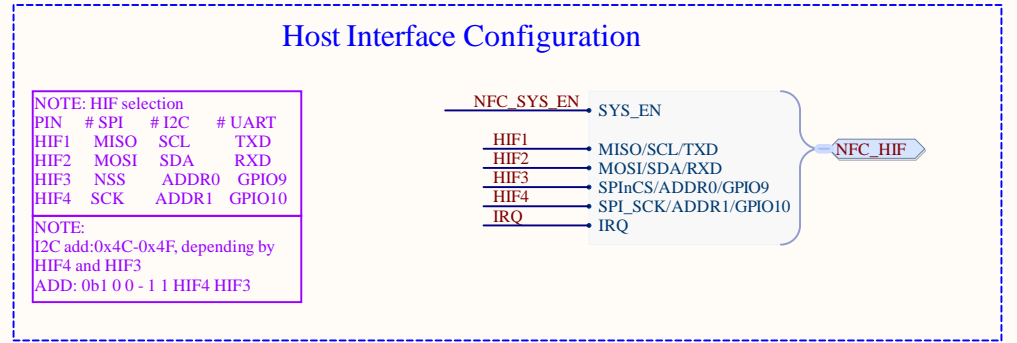 Host Interface Configuration
NOTE: HIF selection
PIN # SPI # I2C # UART
HIF1 MISO SCL TXD
HIF2 MOSI SDA RXD
HIF3 NSS ADDR0 GPIO9
HIF4 SCK ADDR1 GPIO10
NOTE:
I2C add:0x4C-0x4F, depending by
HIF4 and HIF3
ADD: 0b1 0 0 - 1 1 HIF4 HIF3
NFC_SYS_EN SYS_EN
HIF1 MISO/SCL/TXD
HIF2 MOSI/SDA/RXD
HIF3 SPInCS/ADDR0/GPIO9
HIF4 SPI_SCK/ADDR1/GPIO10
IRQ IRQ
NFC_HIF